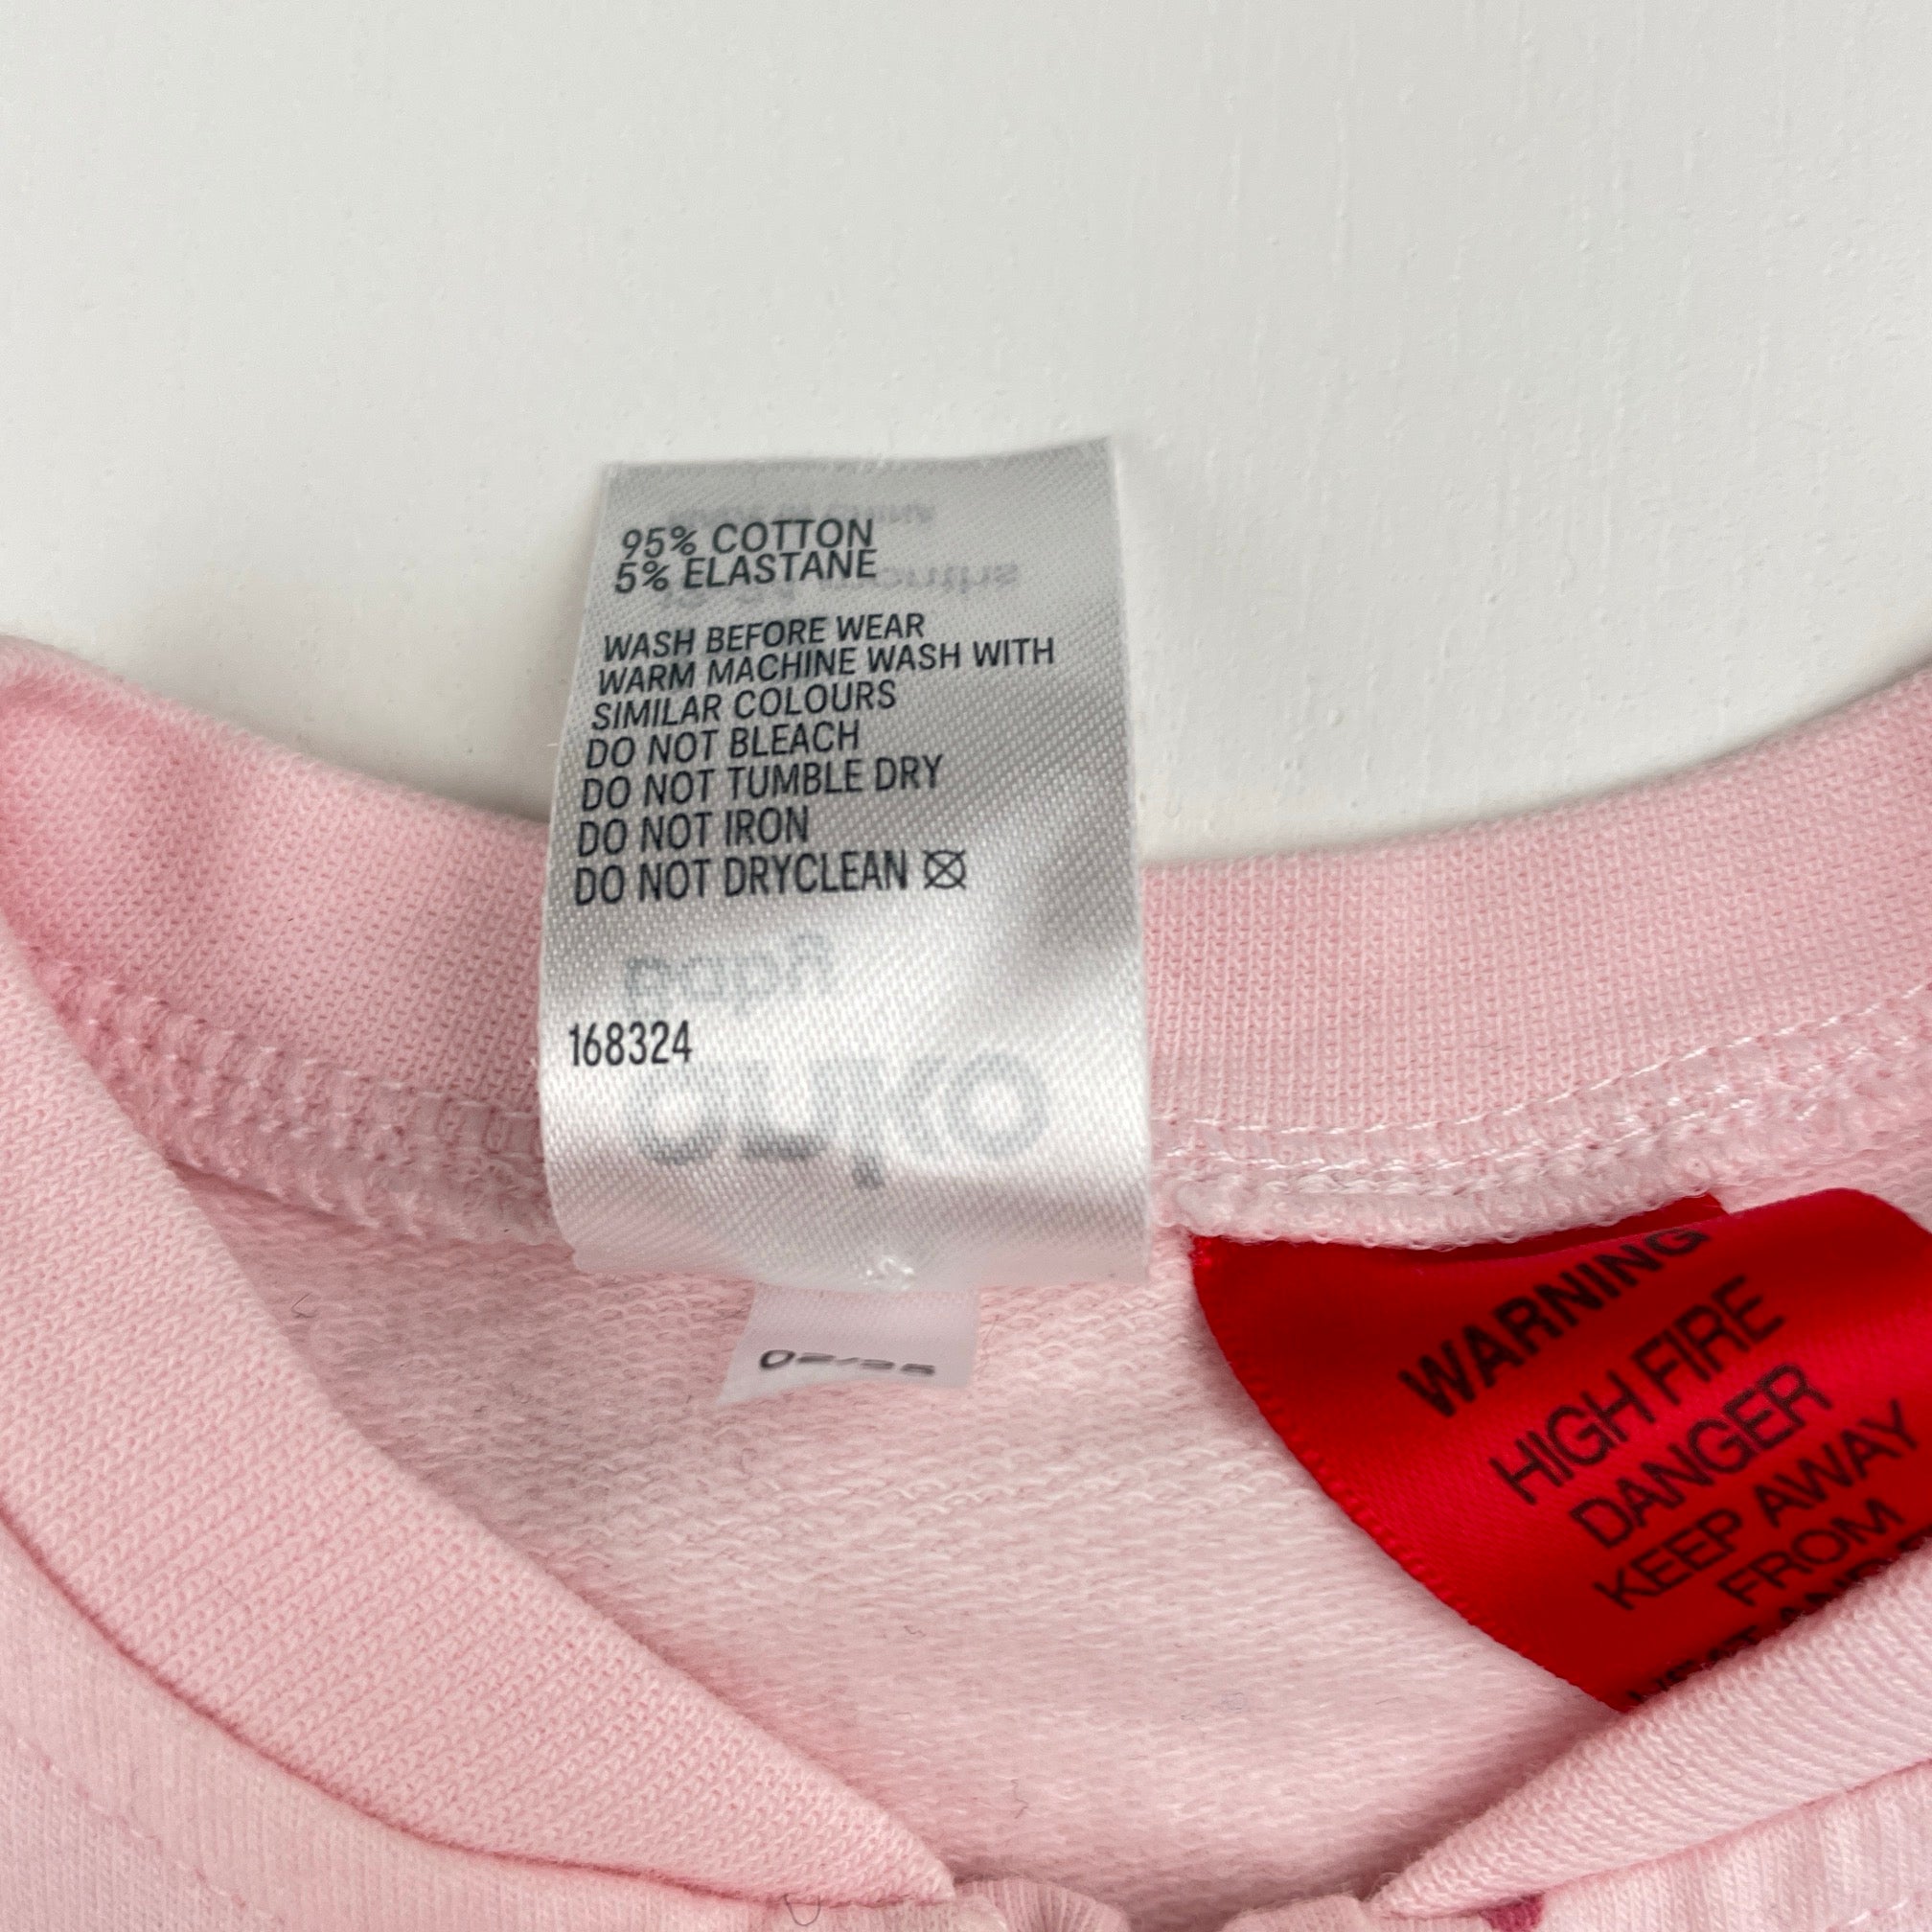 95% COTTON
5% ELASTANE
WASH BEFORE WEAR
WARM MACHINE WASH WITH
SIMILAR COLOURS
DO NOT BLEACH
DO NOT TUMBLE DRY
DO NOT IRON
DO NOT DRYCLEAN
168324
WARNING
HIGH FIRE
DANGER
KEEP AWAY
FROM